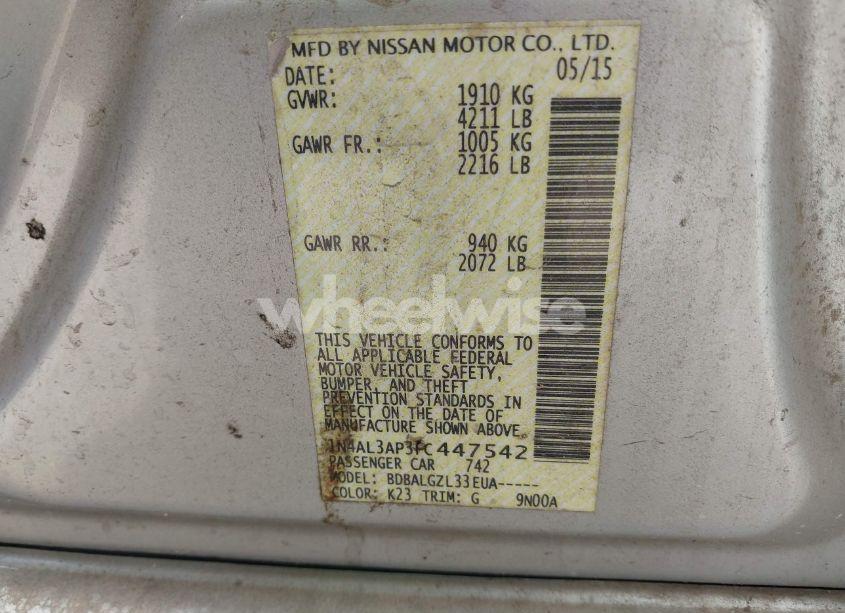 MFD BY NISSAN MOTOR CO., LTD.
DATE: 05/15
GVWR: 1910 KG
4211 LB
GAWR FR.: 1005 KG
2216 LB
GAWR RR.: 940 KG
2072 LB
wheelwise
THIS VEHICLE CONFORMS TO
ALL APPLICABLE FEDERAL
MOTOR VEHICLE SAFETY,
BUMPER, AND THEFT
PREVENTION STANDARDS IN
EFFECT ON THE DATE OF
MANUFACTURE SHOWN ABOVE.
1N4AL3AP3FC447542
PASSENGER CAR 742
MODEL: BDBALGZL33EUA-----
COLOR: K23 TRIM: G 9N00A